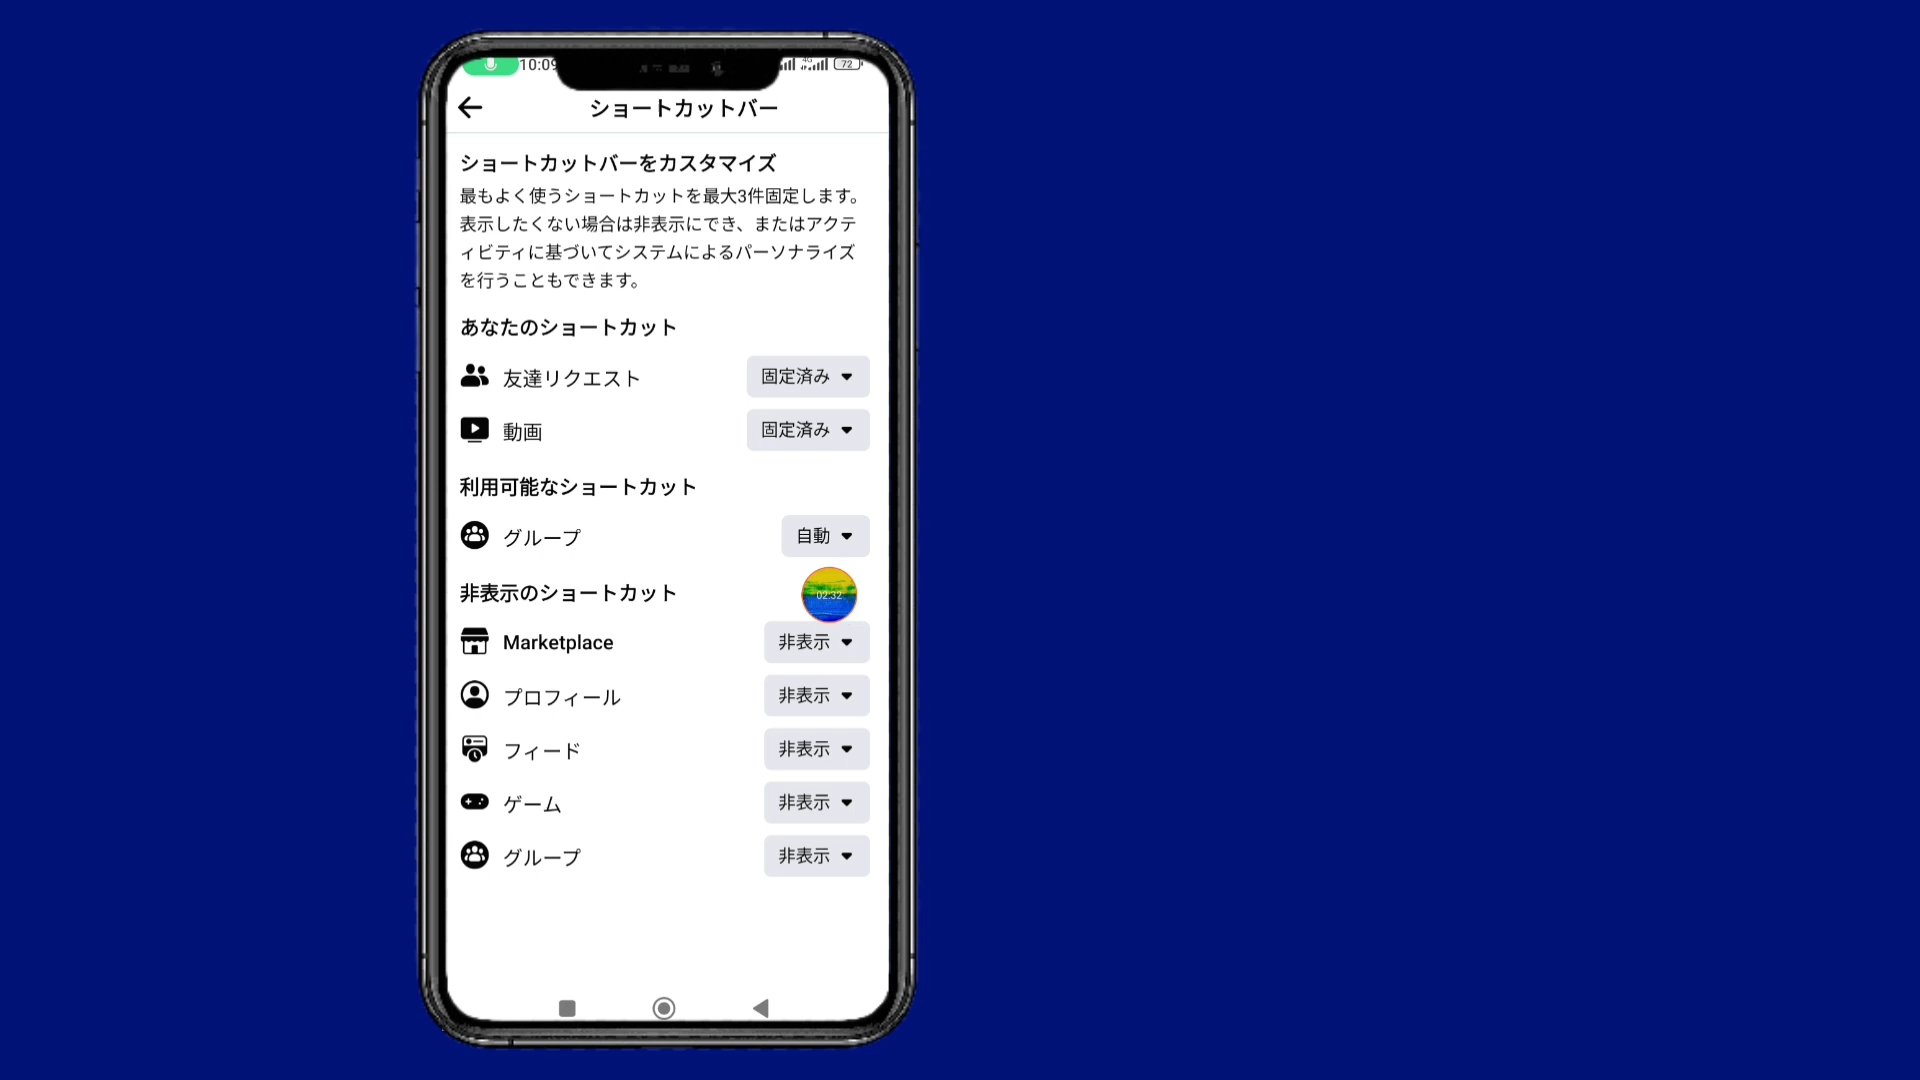 10:09
4G
72
ショートカットバー
ショートカットバーをカスタマイズ
最もよく使うショートカットを最大3件固定します。
表示したくない場合は非表示にでき、またはアクテ
ィビティに基づいてシステムによるパーソナライズ
を行うこともできます。
あなたのショートカット
友達リクエスト 固定済み
動画 固定済み
利用可能なショートカット
グループ 自動
非表示のショートカット
02:32
Marketplace 非表示
プロフィール 非表示
フィード 非表示
ゲーム 非表示
グループ 非表示